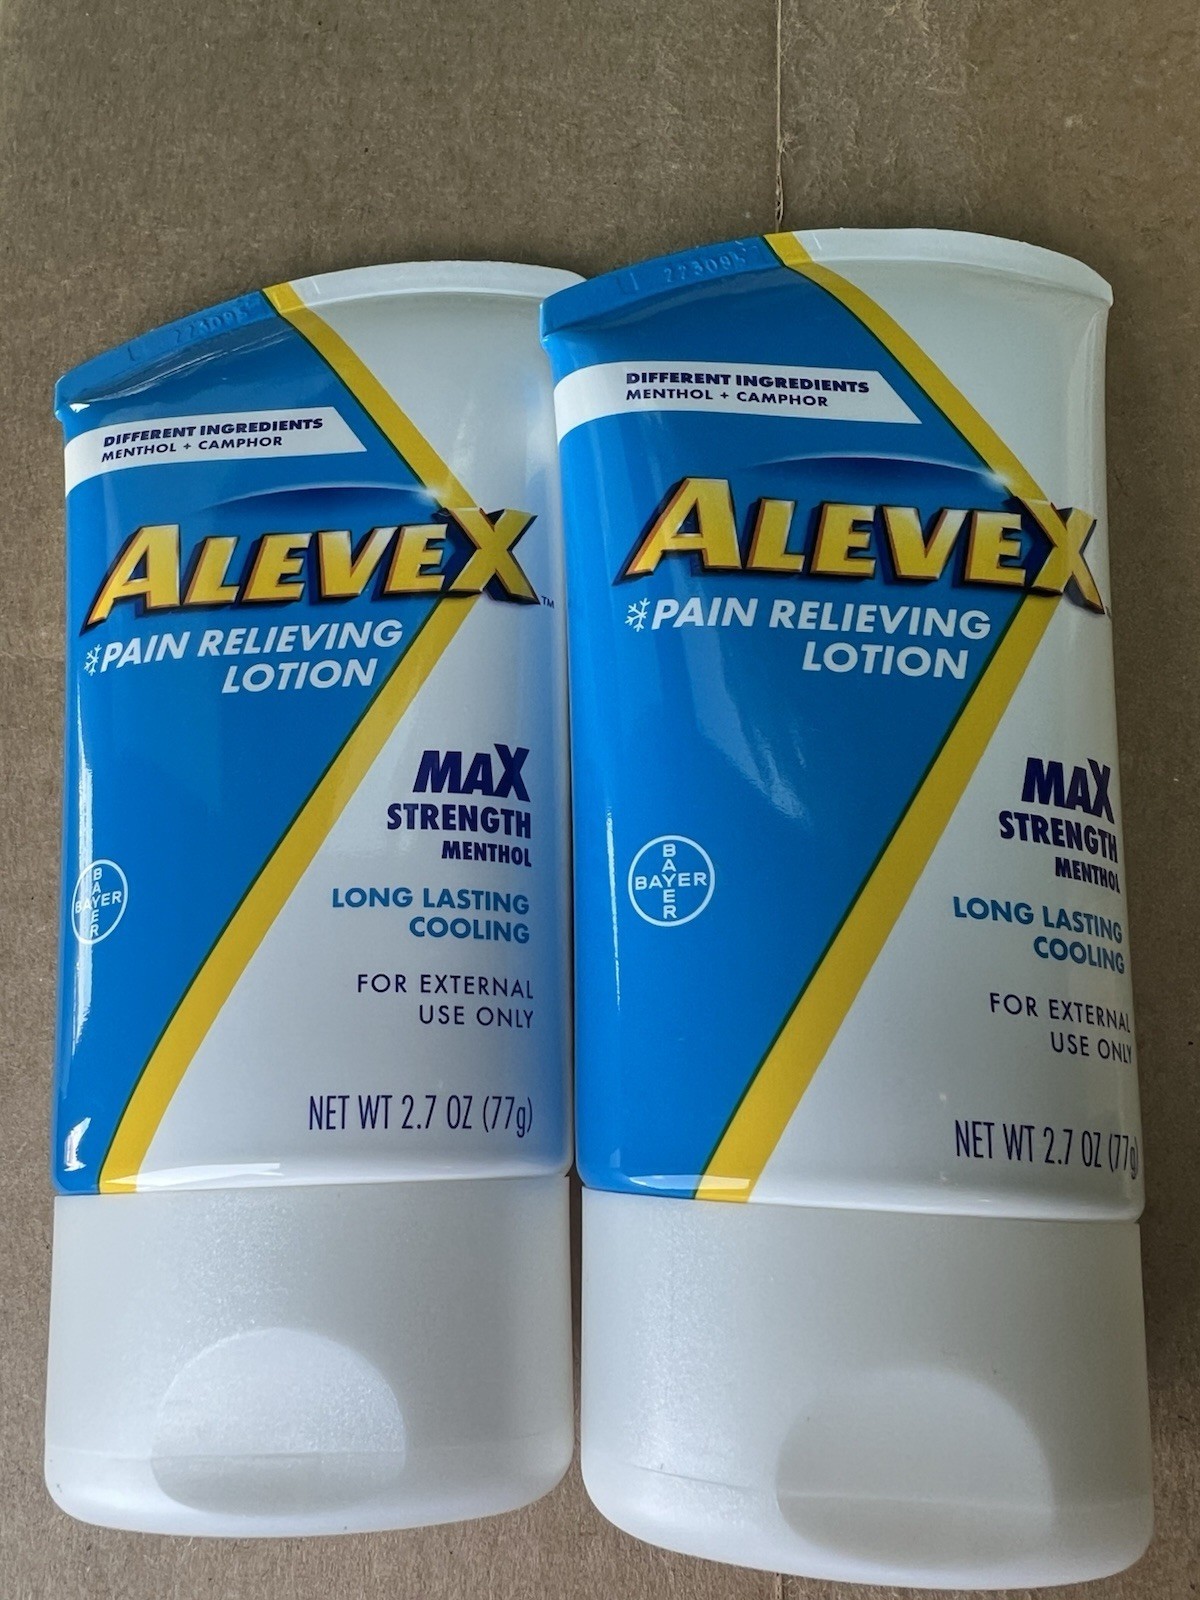 DIFFERENT INGREDIENTS
MENTHOL + CAMPHOR
ALEVEX™
PAIN RELIEVING
LOTION
MAX
STRENGTH
MENTHOL
BAYER
BAYER
LONG LASTING
COOLING
FOR EXTERNAL
USE ONLY
NET WT 2.7 OZ (77g)
DIFFERENT INGREDIENTS
MENTHOL + CAMPHOR
ALEVEX
PAIN RELIEVING
LOTION
MAX
STRENGTH
MENTHOL
BAYER
BAYER
LONG LASTING
COOLING
FOR EXTERNAL
USE ONLY
NET WT 2.7 OZ (77g)